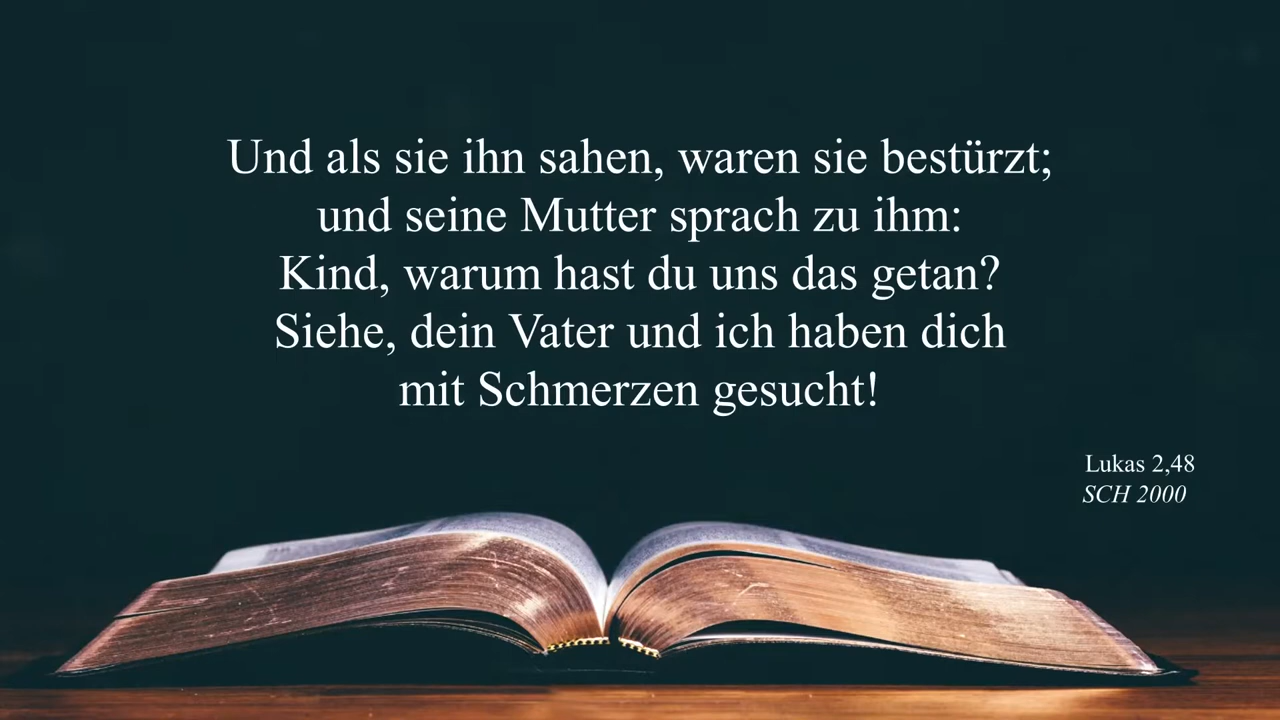 Und als sie ihn sahen, waren sie bestürzt;
und seine Mutter sprach zu ihm:
Kind, warum hast du uns das getan?
Siehe, dein Vater und ich haben dich
mit Schmerzen gesucht!
Lukas 2,48
SCH 2000